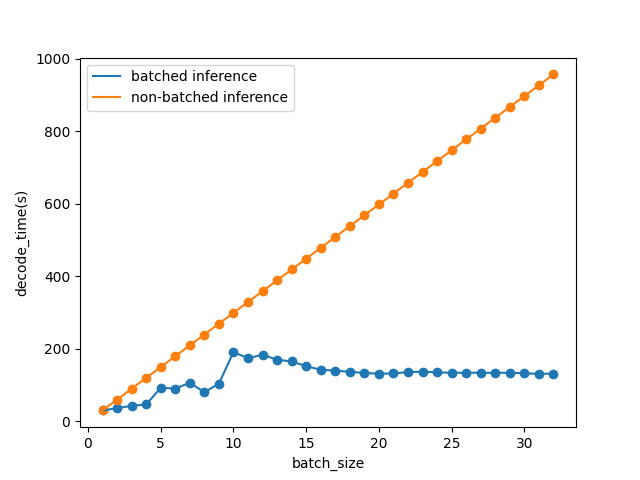 batched inference
non-batched inference
1000
800
600
400
200
0
decode_time(s)
0 5 10 15 20 25 30
batch_size